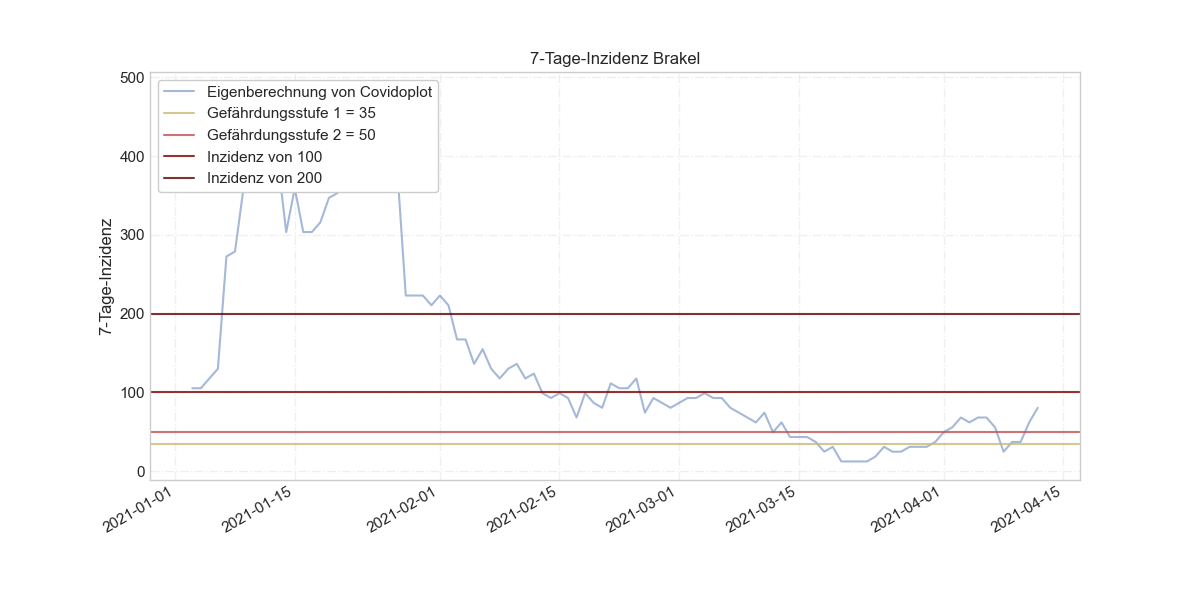 7-Tage-Inzidenz Brakel
500
400
300
200
100
0
7-Tage-Inzidenz
Eigenberechnung von Covidoplot
Gefährdungsstufe 1 = 35
Gefährdungsstufe 2 = 50
Inzidenz von 100
Inzidenz von 200
2021-01-01
2021-01-15
2021-02-01
2021-02-15
2021-03-01
2021-03-15
2021-04-01
2021-04-15